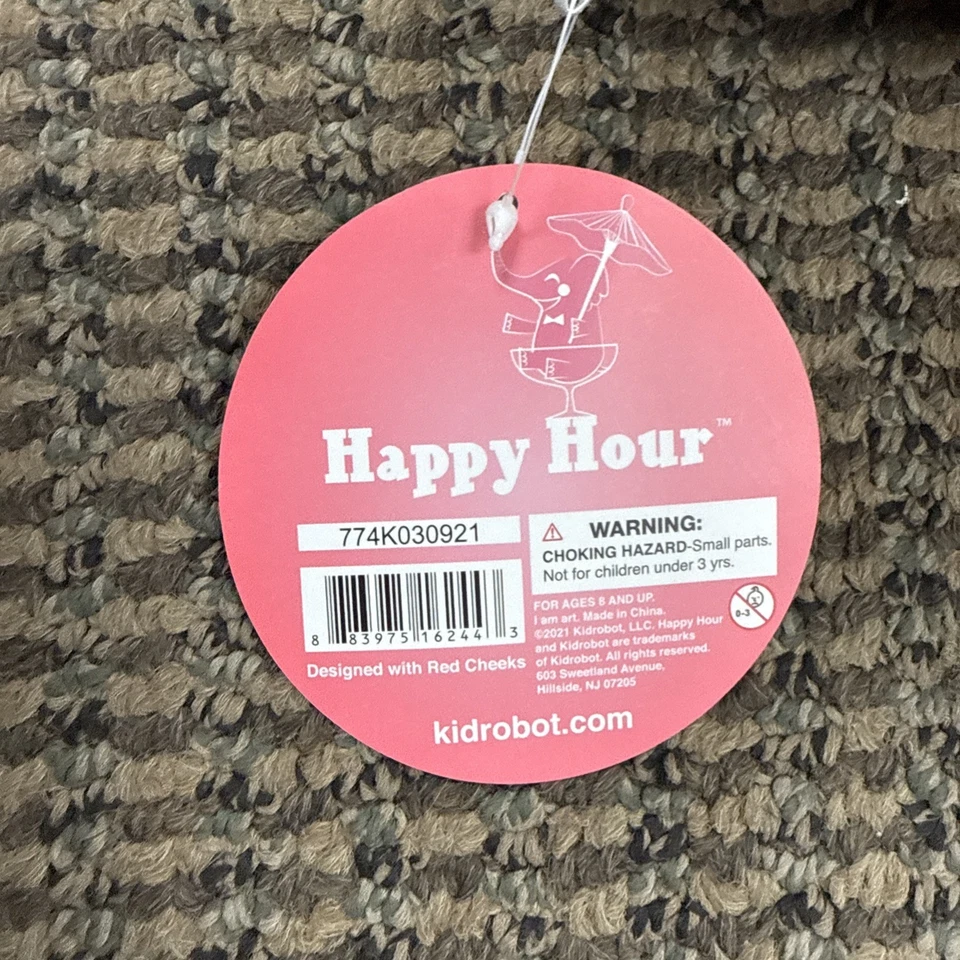 Happy Hour™
774K030921
8 83975 16244 3
Designed with Red Cheeks
WARNING:
CHOKING HAZARD-Small parts.
Not for children under 3 yrs.
FOR AGES 8 AND UP.
I am art. Made in China.
©2021 Kidrobot, LLC. Happy Hour
and Kidrobot are trademarks
of Kidrobot. All rights reserved.
603 Sweetland Avenue,
Hillside, NJ 07205
0-3
kidrobot.com